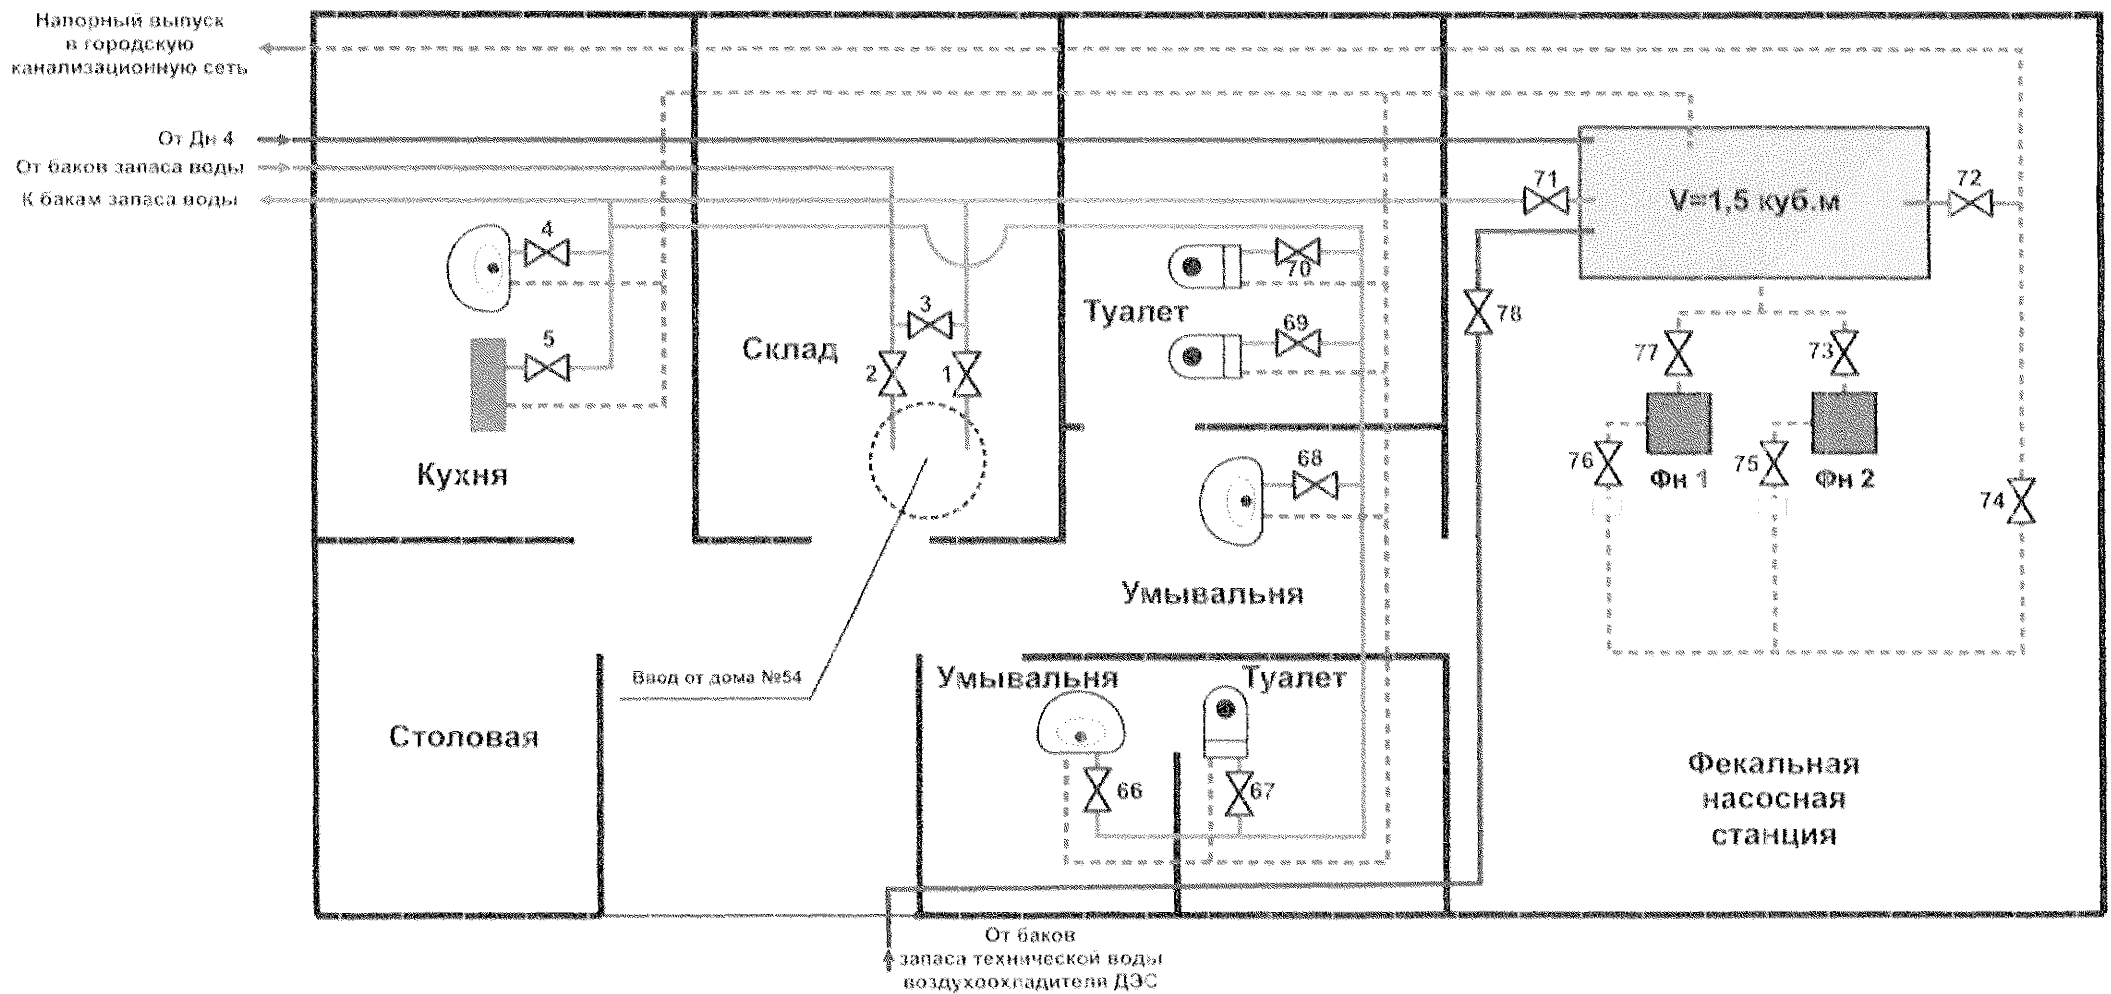 Напорный выпуск
в городскую
канализационную сеть
От Дн 4
От баков запаса воды
К бакам запаса воды
71
V=1,5 куб.м
72
4
70
3
69
5
2
1
Туалет
Склад
78
77
73
Кухня
68
76
Фн 1
75
Фн 2
74
Умывальня
Ввод от дома №54
Умывальня
Туалет
Столовая
66
67
Фекальная
насосная
станция
От баков
запаса технической воды
воздухоохладителя ДЭС